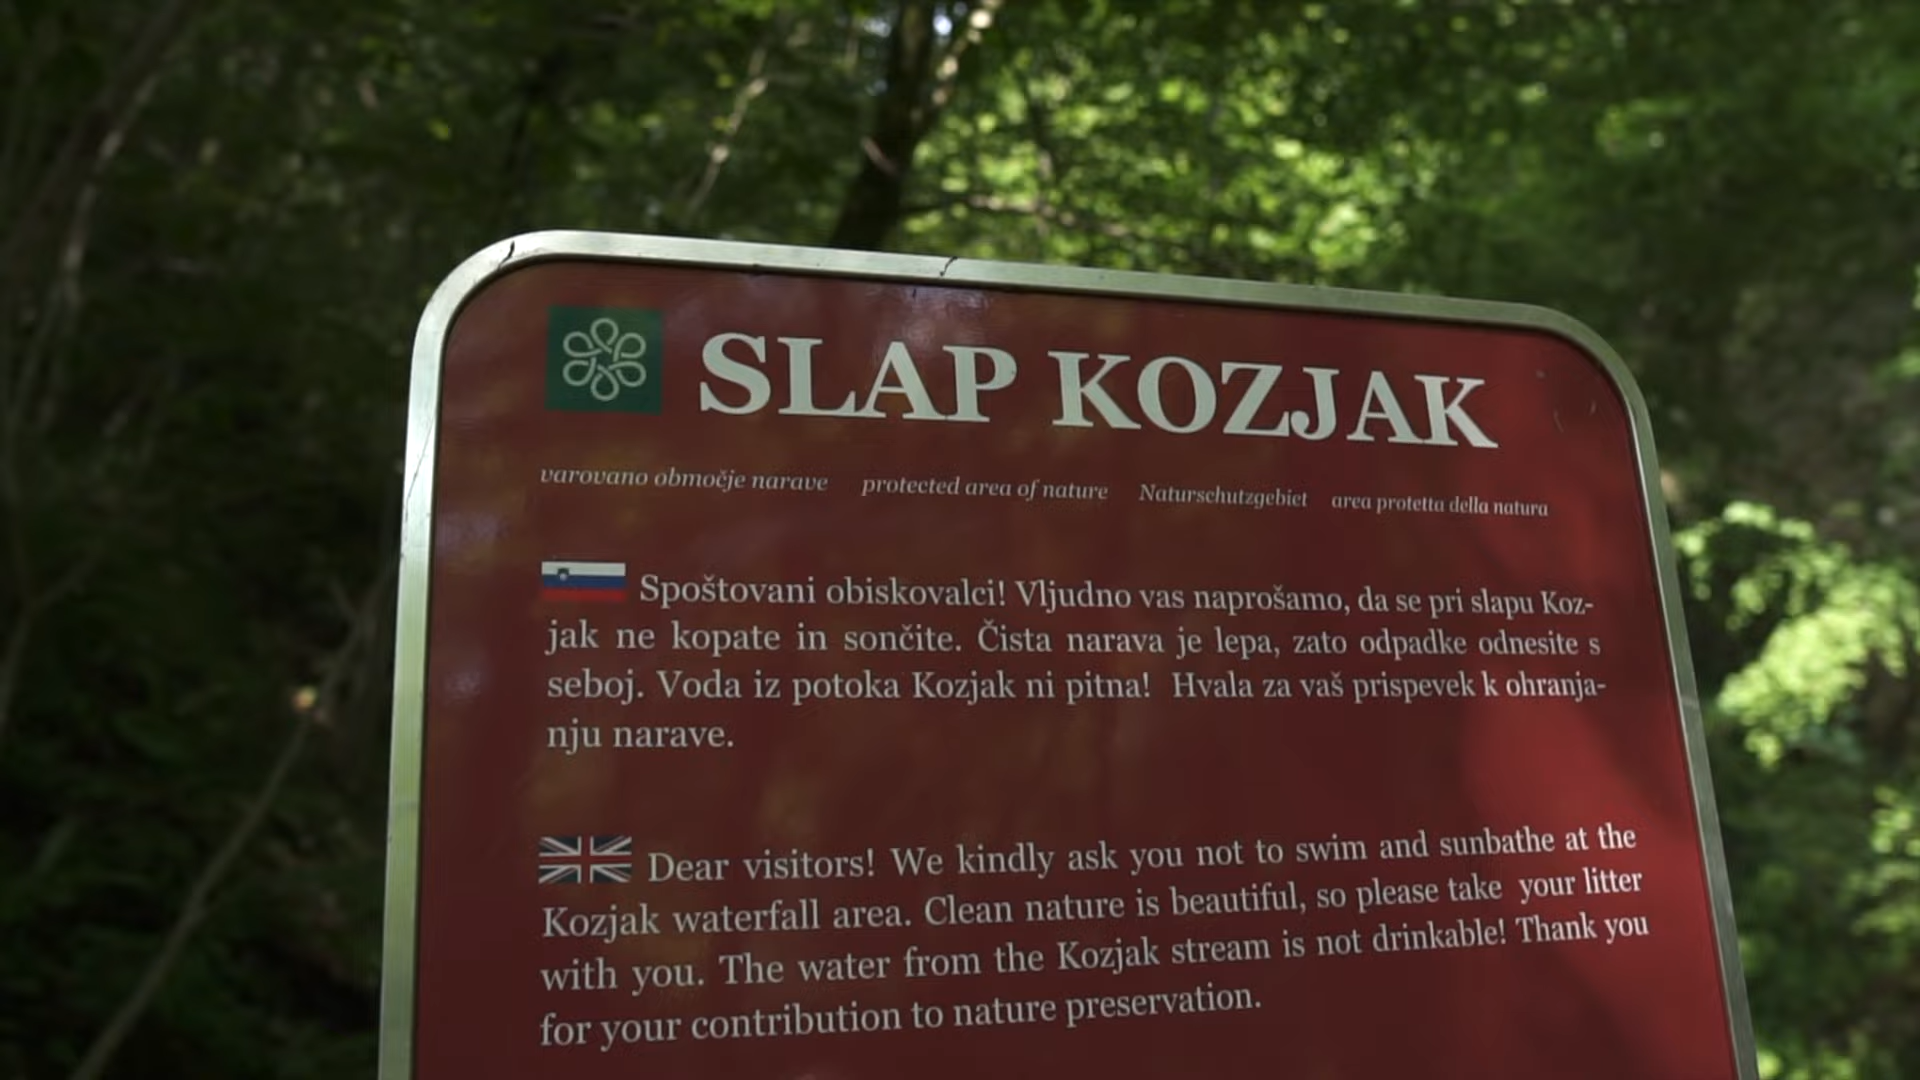 SLAP KOZJAK
varovano območje narave protected area of nature Naturschutzgebiet area protetta della natura
Spoštovani obiskovalci! Vljudno vas naprošamo, da se pri slapu Koz-
jak ne kopate in sončite. Čista narava je lepa, zato odpadke odnesite s
seboj. Voda iz potoka Kozjak ni pitna! Hvala za vaš prispevek k ohranja-
nju narave.
Dear visitors! We kindly ask you not to swim and sunbathe at the
Kozjak waterfall area. Clean nature is beautiful, so please take your litter
with you. The water from the Kozjak stream is not drinkable! Thank you
for your contribution to nature preservation.